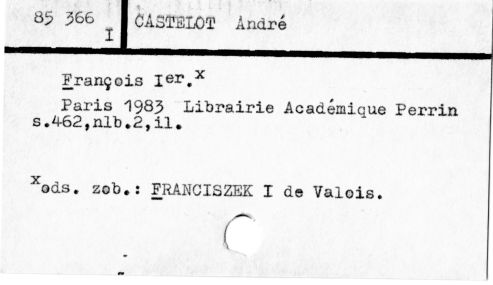 85 366 CASTELOT André
I
François Ier.x
Paris 1983 Librairie Académique Perrin
s.462,nlb.2,il.
xods. zob.: FRANCISZEK I de Valois.